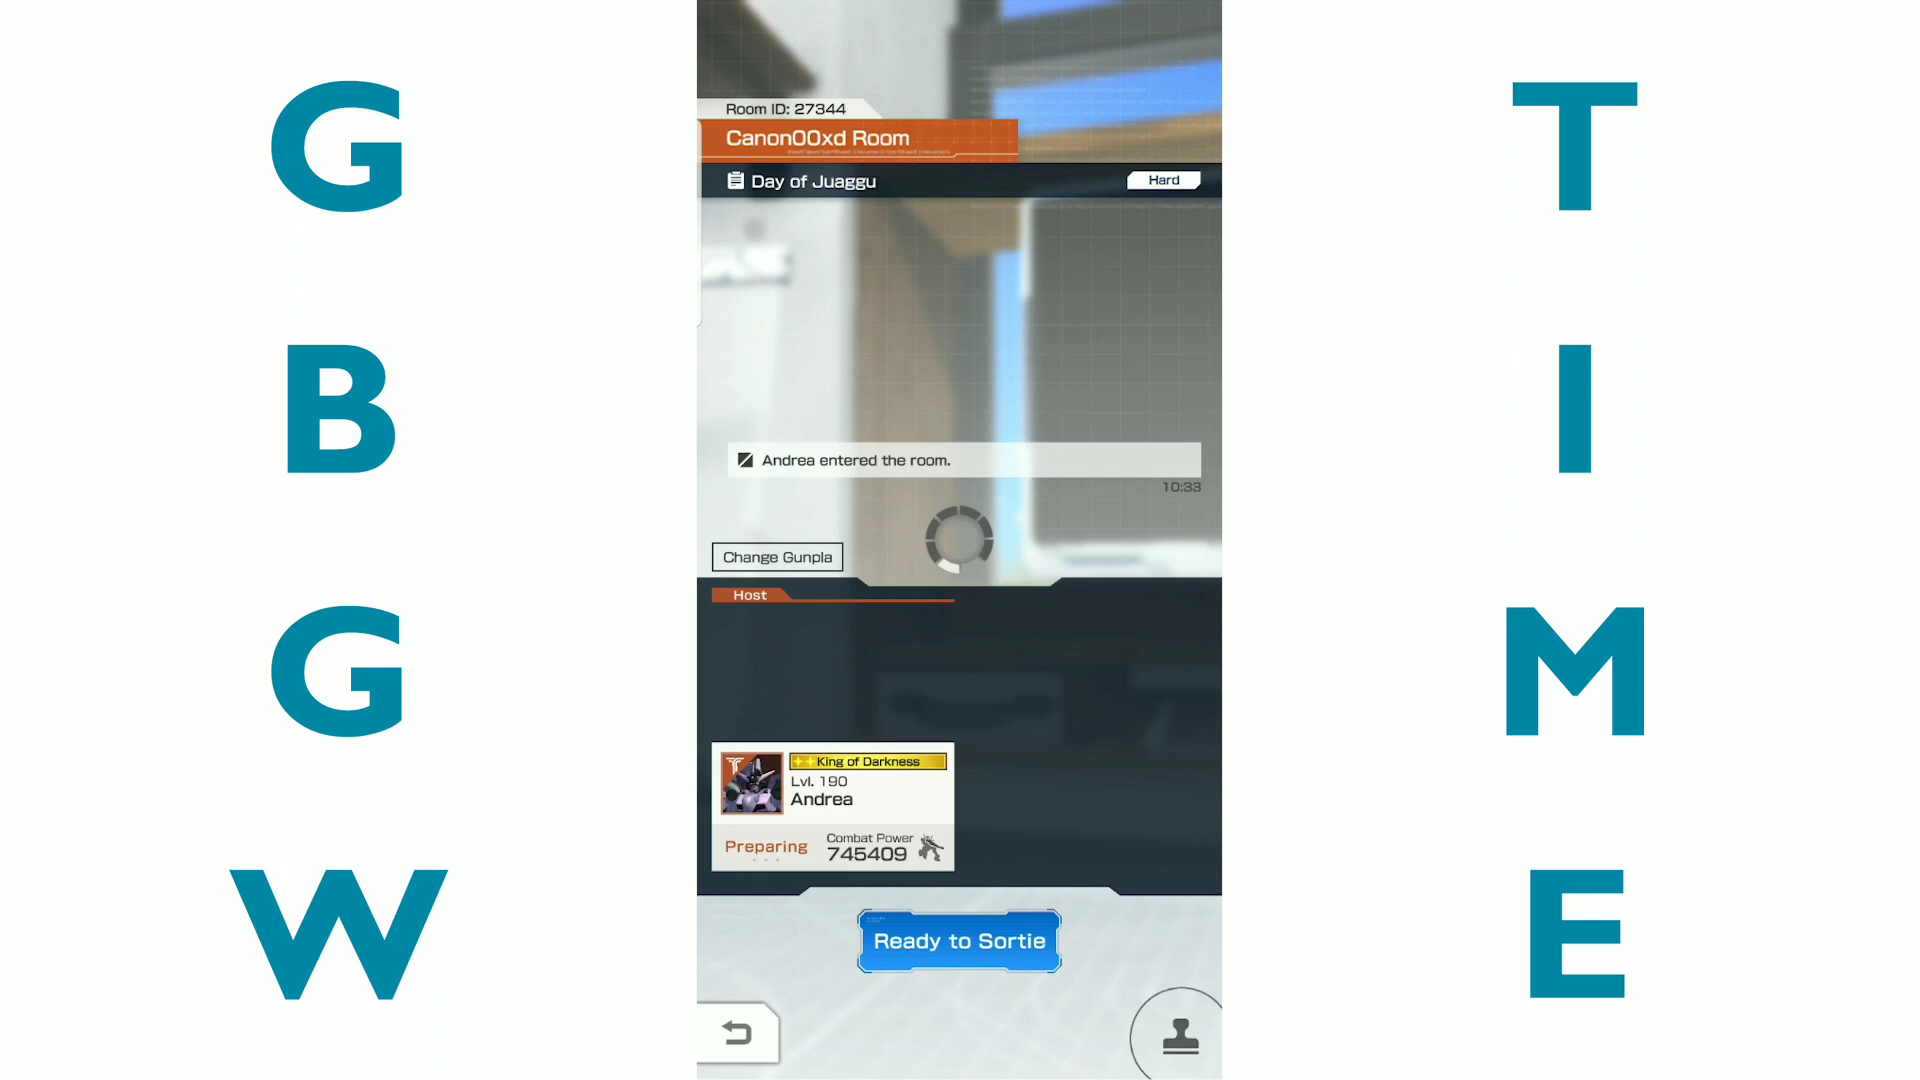 G
B
G
W
Room ID: 27344
Canon00xd Room
Day of Juaggu
Hard
Andrea entered the room.
10:33
Change Gunpla
Host
King of Darkness
Lvl. 190
Andrea
Preparing
Combat Power
745409
Ready to Sortie
T
I
M
E